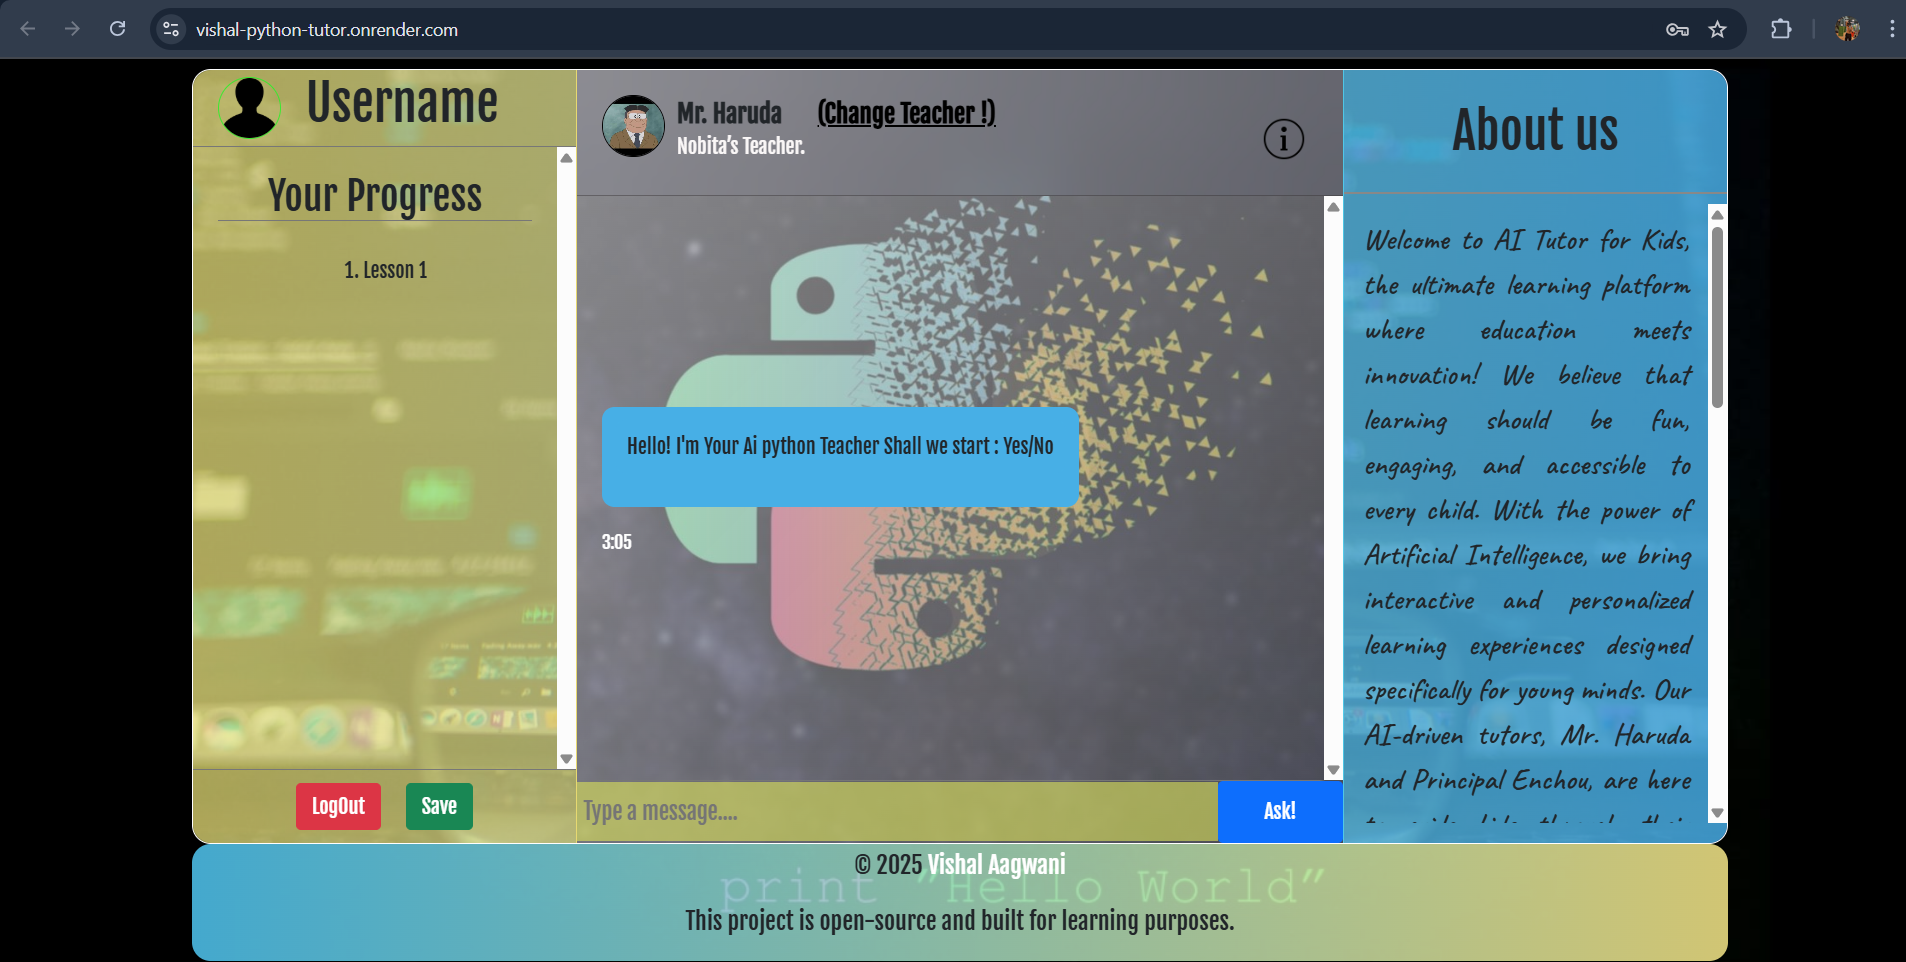 vishal-python-tutor.onrender.com
Username
Your Progress
1. Lesson 1
LogOut
Save
Mr. Haruda
(Change Teacher !)
Nobita's Teacher.
i
Hello! I'm Your Ai python Teacher Shall we start : Yes/No
3:05
Type a message....
Ask!
About us
Welcome to AI Tutor for Kids,
the ultimate learning platform
where education meets
innovation! We believe that
learning should be fun,
engaging, and accessible to
every child. With the power of
Artificial Intelligence, we bring
interactive and personalized
learning experiences designed
specifically for young minds. Our
AI-driven tutors, Mr. Haruda
and Principal Enchou, are here
© 2025 Vishal Aagwani
print "Hello World"
This project is open-source and built for learning purposes.